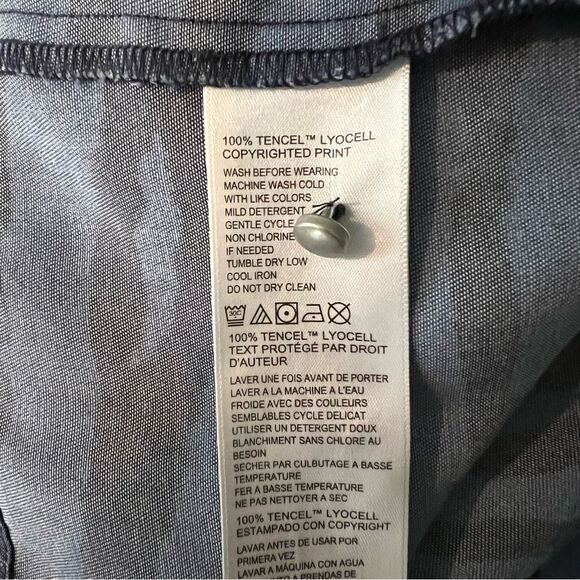 100% TENCEL™ LYOCELL
COPYRIGHTED PRINT
WASH BEFORE WEARING
MACHINE WASH COLD
WITH LIKE COLORS
MILD DETERGENT
GENTLE CYCLE
NON CHLORINE
IF NEEDED
TUMBLE DRY LOW
COOL IRON
DO NOT DRY CLEAN
30C
100% TENCEL™ LYOCELL
TEXT PROTÉGÉ PAR DROIT
D'AUTEUR
LAVER UNE FOIS AVANT DE PORTER
LAVER A LA MACHINE A L'EAU
FROIDE AVEC DES COULEURS
SEMBLABLES CYCLE DELICAT
UTILISER UN DETERGENT DOUX
BLANCHIMENT SANS CHLORE AU
BESOIN
SECHER PAR CULBUTAGE A BASSE
TEMPERATURE
FER A BASSE TEMPERATURE
NE PAS NETTOYER A SEC
100% TENCEL™ LYOCELL
ESTAMPADO CON COPYRIGHT
LAVAR ANTES DE USAR POR
PRIMERA VEZ
LAVAR A MÁQUINA CON AGUA